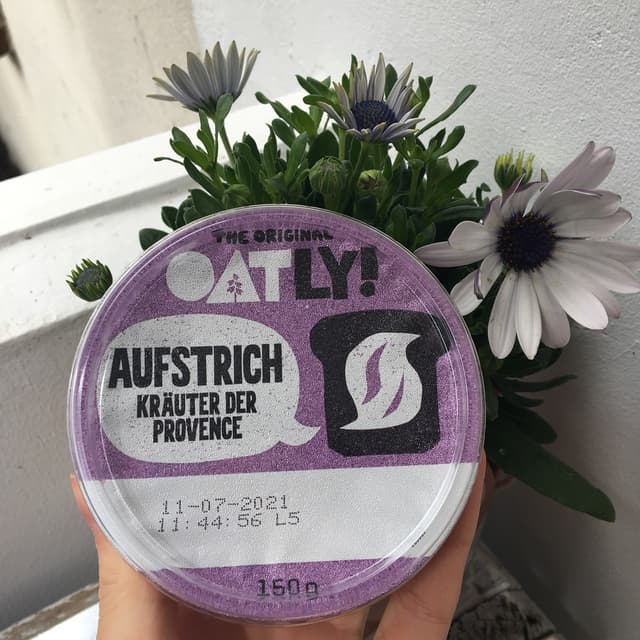 THE ORIGINAL
OATLY!
AUFSTRICH
KRÄUTER DER
PROVENCE
11-07-2021
11:44:56 L5
150g